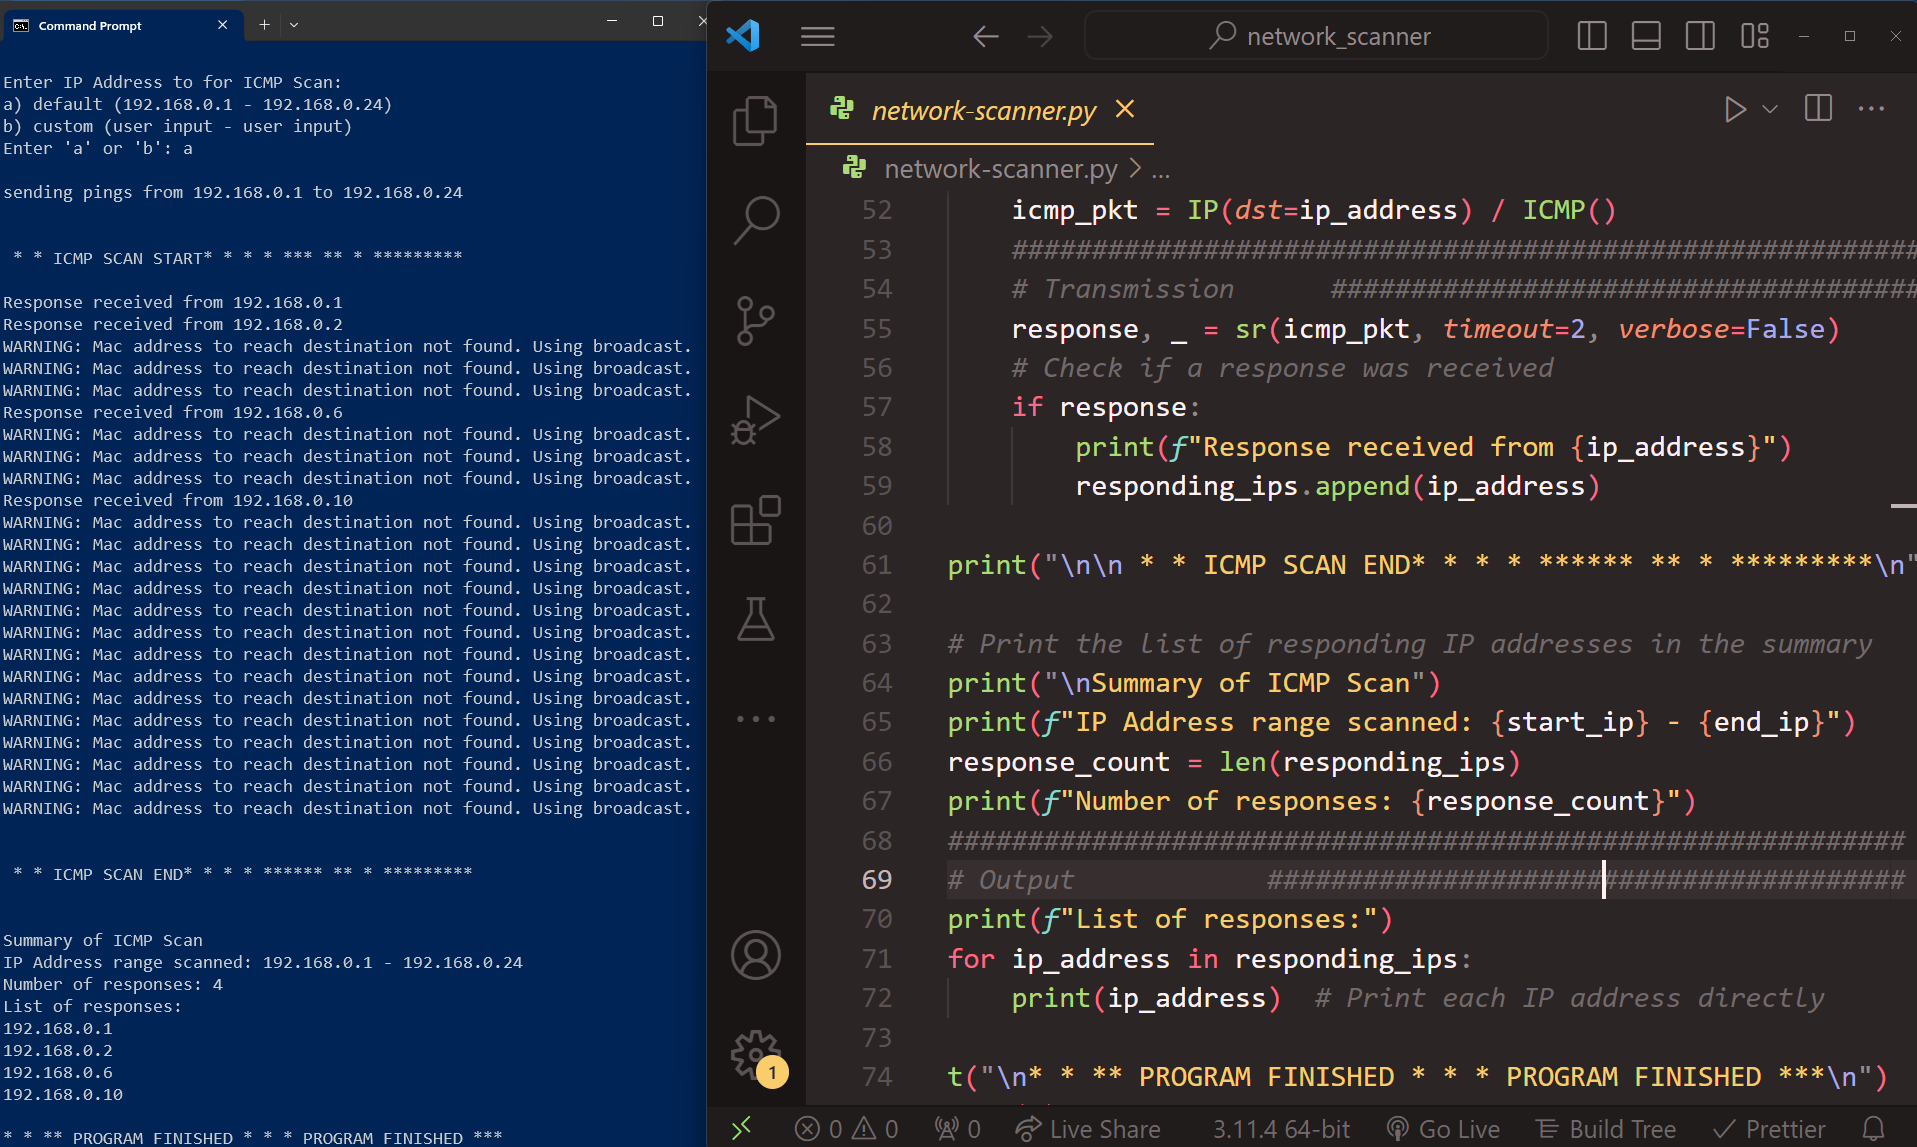 Command Prompt
Enter IP Address to for ICMP Scan:
a) default (192.168.0.1 - 192.168.0.24)
b) custom (user input - user input)
Enter 'a' or 'b': a
sending pings from 192.168.0.1 to 192.168.0.24
* * ICMP SCAN START* * * * *** ** * *********
Response received from 192.168.0.1
Response received from 192.168.0.2
WARNING: Mac address to reach destination not found. Using broadcast.
WARNING: Mac address to reach destination not found. Using broadcast.
WARNING: Mac address to reach destination not found. Using broadcast.
Response received from 192.168.0.6
WARNING: Mac address to reach destination not found. Using broadcast.
WARNING: Mac address to reach destination not found. Using broadcast.
WARNING: Mac address to reach destination not found. Using broadcast.
Response received from 192.168.0.10
WARNING: Mac address to reach destination not found. Using broadcast.
WARNING: Mac address to reach destination not found. Using broadcast.
WARNING: Mac address to reach destination not found. Using broadcast.
WARNING: Mac address to reach destination not found. Using broadcast.
WARNING: Mac address to reach destination not found. Using broadcast.
WARNING: Mac address to reach destination not found. Using broadcast.
WARNING: Mac address to reach destination not found. Using broadcast.
WARNING: Mac address to reach destination not found. Using broadcast.
WARNING: Mac address to reach destination not found. Using broadcast.
WARNING: Mac address to reach destination not found. Using broadcast.
WARNING: Mac address to reach destination not found. Using broadcast.
WARNING: Mac address to reach destination not found. Using broadcast.
WARNING: Mac address to reach destination not found. Using broadcast.
WARNING: Mac address to reach destination not found. Using broadcast.
* * ICMP SCAN END* * * * ****** ** * *********
Summary of ICMP Scan
IP Address range scanned: 192.168.0.1 - 192.168.0.24
Number of responses: 4
List of responses:
192.168.0.1
192.168.0.2
192.168.0.6
192.168.0.10
* * ** PROGRAM FINISHED * * * PROGRAM FINISHED ***
network_scanner
network-scanner.py
network-scanner.py > ...
52 icmp_pkt = IP(dst=ip_address) / ICMP()
53 #########################################################
54 # Transmission #####################################
55 response, _ = sr(icmp_pkt, timeout=2, verbose=False)
56 # Check if a response was received
57 if response:
58 print(f"Response received from {ip_address}")
59 responding_ips.append(ip_address)
60
61 print("\n\n * * ICMP SCAN END* * * * ****** ** * *********\n"
62
63 # Print the list of responding IP addresses in the summary
64 print("\nSummary of ICMP Scan")
65 print(f"IP Address range scanned: {start_ip} - {end_ip}")
66 response_count = len(responding_ips)
67 print(f"Number of responses: {response_count}")
68 ############################################################
69 # Output ########################################
70 print(f"List of responses:")
71 for ip_address in responding_ips:
72 print(ip_address) # Print each IP address directly
73
74 t("\n* * ** PROGRAM FINISHED * * * PROGRAM FINISHED ***\n")
1
0 0 0 Live Share 3.11.4 64-bit Go Live Build Tree Prettier